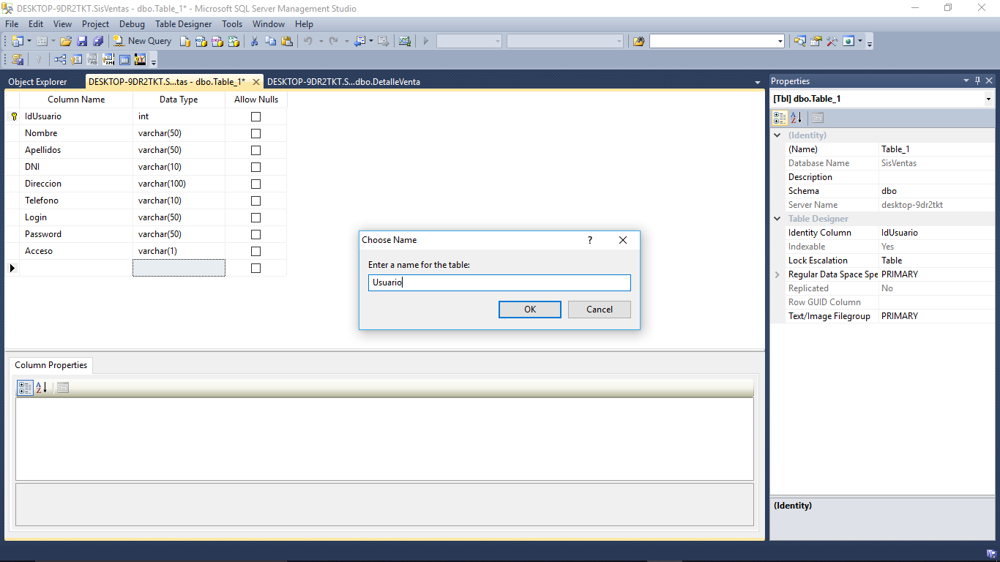 DESKTOP-9DR2TKT.SisVentas - dbo.Table_1* - Microsoft SQL Server Management Studio
File Edit View Project Debug Table Designer Tools Window Help
New Query
Object Explorer DESKTOP-9DR2TKT.S...tas - dbo.Table_1* DESKTOP-9DR2TKT.S...dbo.DetalleVenta
Column Name Data Type Allow Nulls
IdUsuario int
Nombre varchar(50)
Apellidos varchar(50)
DNI varchar(10)
Direccion varchar(100)
Telefono varchar(10)
Login varchar(50)
Password varchar(50)
Acceso varchar(1)
Choose Name ?
Enter a name for the table:
Usuario
OK Cancel
Column Properties
Properties
[Tbl] dbo.Table_1
(Identity)
(Name) Table_1
Database Name SisVentas
Description
Schema dbo
Server Name desktop-9dr2tkt
Table Designer
Identity Column IdUsuario
Indexable Yes
Lock Escalation Table
Regular Data Space Spe PRIMARY
Replicated No
Row GUID Column
Text/Image Filegroup PRIMARY
(Identity)